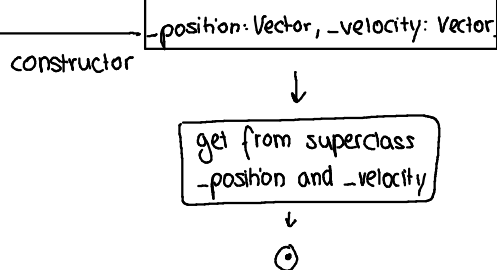 _position: Vector, _velocity: Vector
constructor
get from superclass
_position and _velocity